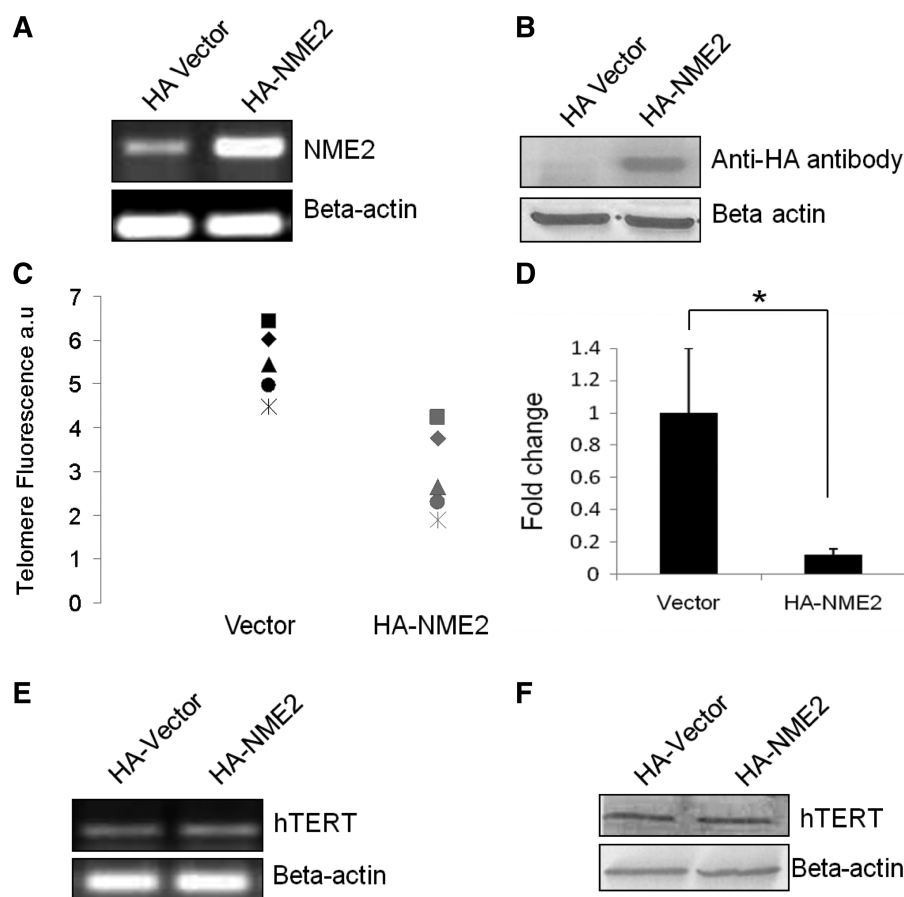 A
HA Vector
HA-NME2
NME2
Beta-actin
B
HA Vector
HA-NME2
Anti-HA antibody
Beta actin
C
Telomere Fluorescence a.u
7
6
5
4
3
2
1
0
Vector
HA-NME2
D
*
Fold change
1.4
1.2
1
0.8
0.6
0.4
0.2
0
Vector
HA-NME2
E
HA-Vector
HA-NME2
hTERT
Beta-actin
F
HA-Vector
HA-NME2
hTERT
Beta-actin